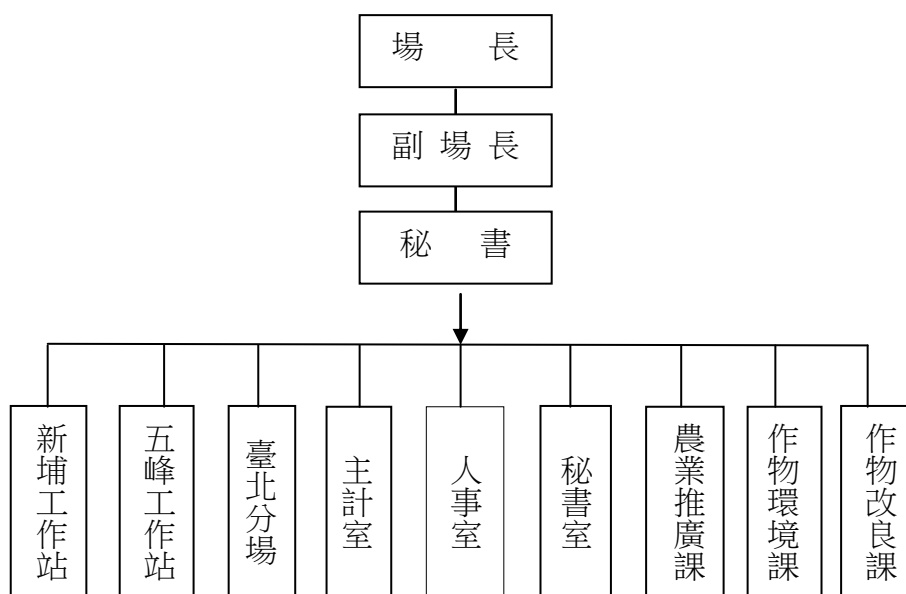 場長
副場長
秘書
新埔工作站
五峰工作站
臺北分場
主計室
人事室
秘書室
農業推廣課
作物環境課
作物改良課